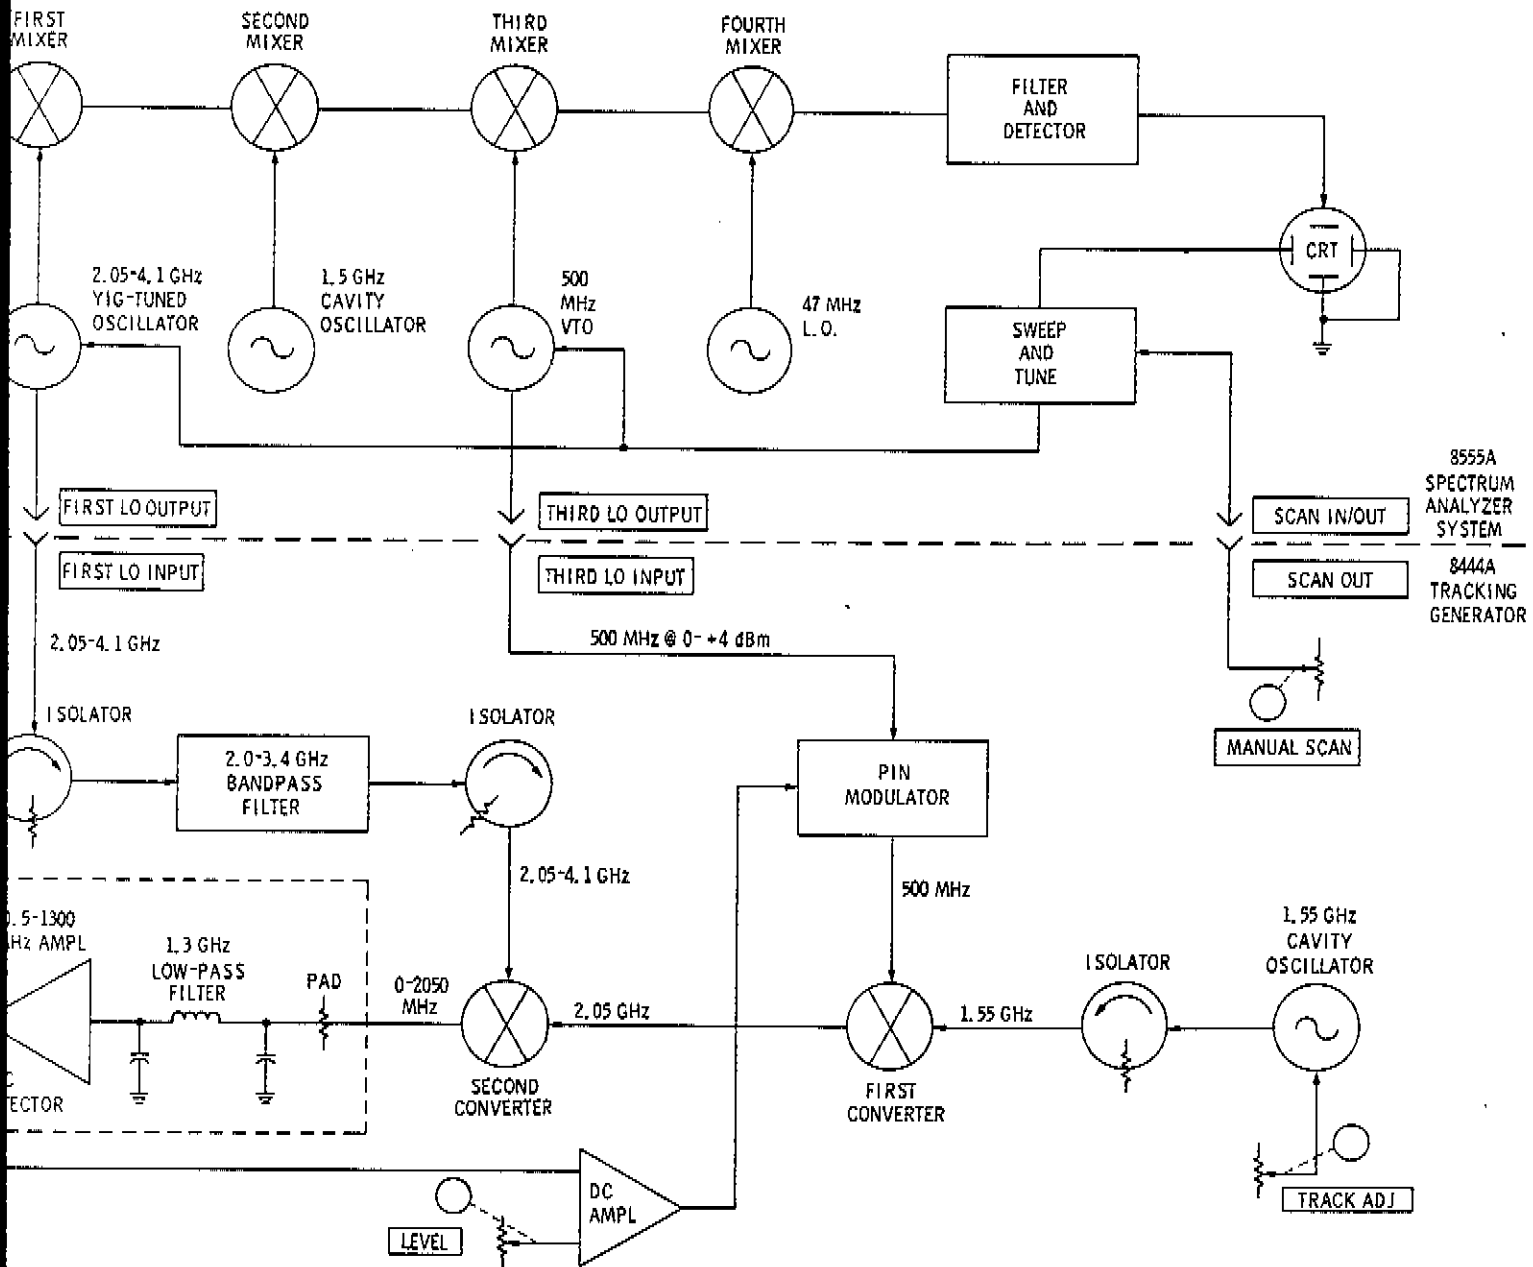 FIRST
MIXER
SECOND
MIXER
THIRD
MIXER
FOURTH
MIXER
FILTER
AND
DETECTOR
CRT
2.05-4.1 GHz
YIG-TUNED
OSCILLATOR
1.5 GHz
CAVITY
OSCILLATOR
500
MHz
VTO
47 MHz
L.O.
SWEEP
AND
TUNE
FIRST LO OUTPUT
THIRD LO OUTPUT
SCAN IN/OUT
8555A
SPECTRUM
ANALYZER
SYSTEM
FIRST LO INPUT
THIRD LO INPUT
SCAN OUT
8444A
TRACKING
GENERATOR
2.05-4.1 GHz
500 MHz @ 0- +4 dBm
MANUAL SCAN
ISOLATOR
2.0-3.4 GHz
BANDPASS
FILTER
ISOLATOR
PIN
MODULATOR
2.05-4.1 GHz
500 MHz
0.5-1300
MHz AMPL
1.3 GHz
LOW-PASS
FILTER
PAD
0-2050
MHz
2.05 GHz
1.55 GHz
ISOLATOR
1.55 GHz
CAVITY
OSCILLATOR
SECOND
CONVERTER
FIRST
CONVERTER
C
TECTOR
DC
AMPL
LEVEL
TRACK ADJ